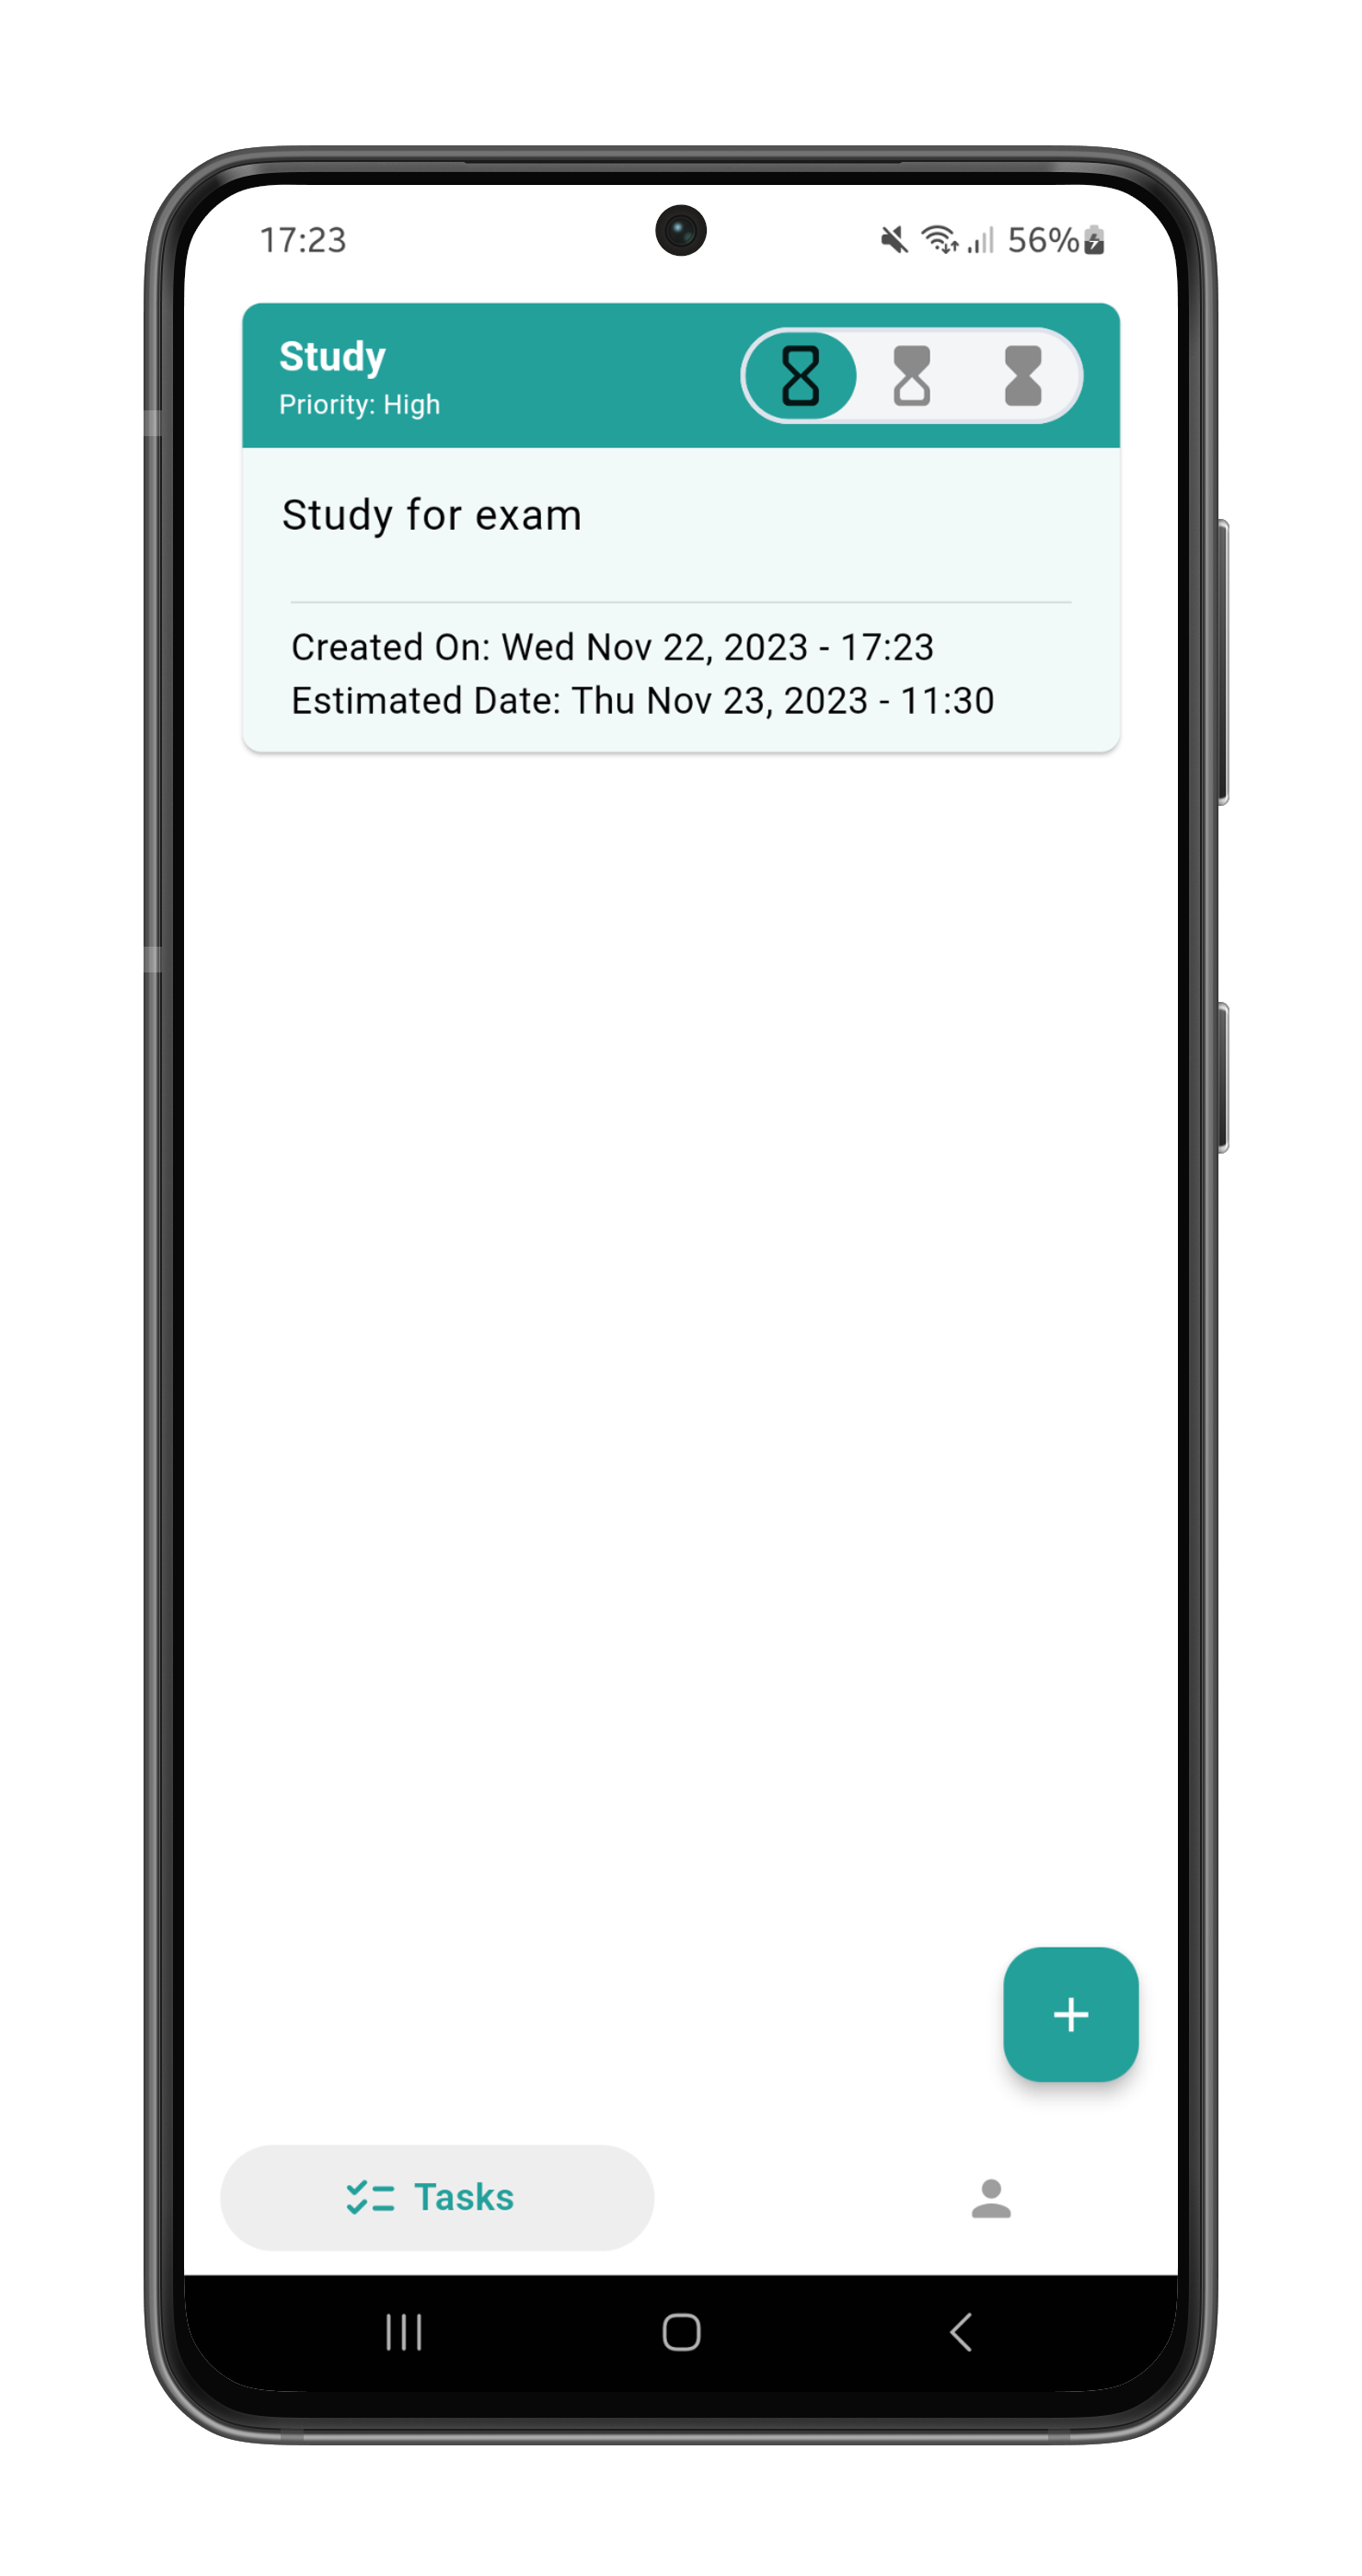 17:23 56%
Study
Priority: High
Study for exam
Created On: Wed Nov 22, 2023 - 17:23
Estimated Date: Thu Nov 23, 2023 - 11:30
+
Tasks